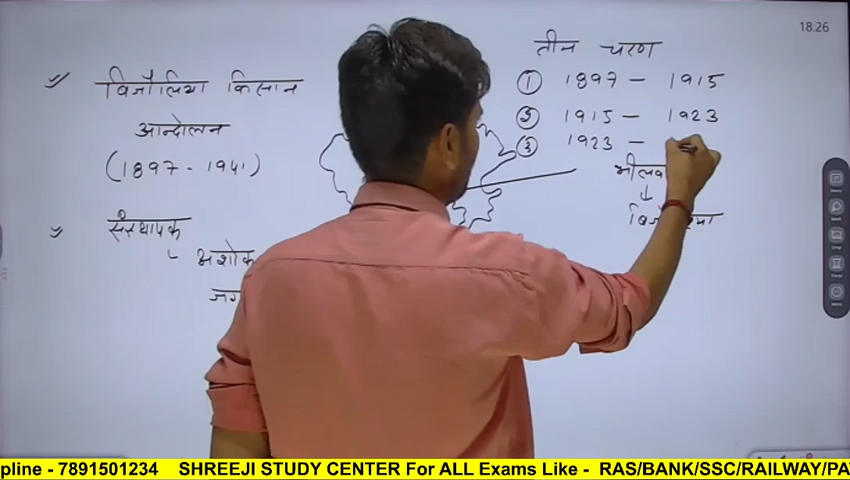 बिजौलिया किसान
आन्दोलन
(1897 - 1941)
संस्थापक
अशोक
तीन चरण
① 1897 - 1915
② 1915 - 1923
③ 1923 -
18:26
pline - 7891501234 SHREEJI STUDY CENTER For ALL Exams Like - RAS/BANK/SSC/RAILWAY/PA